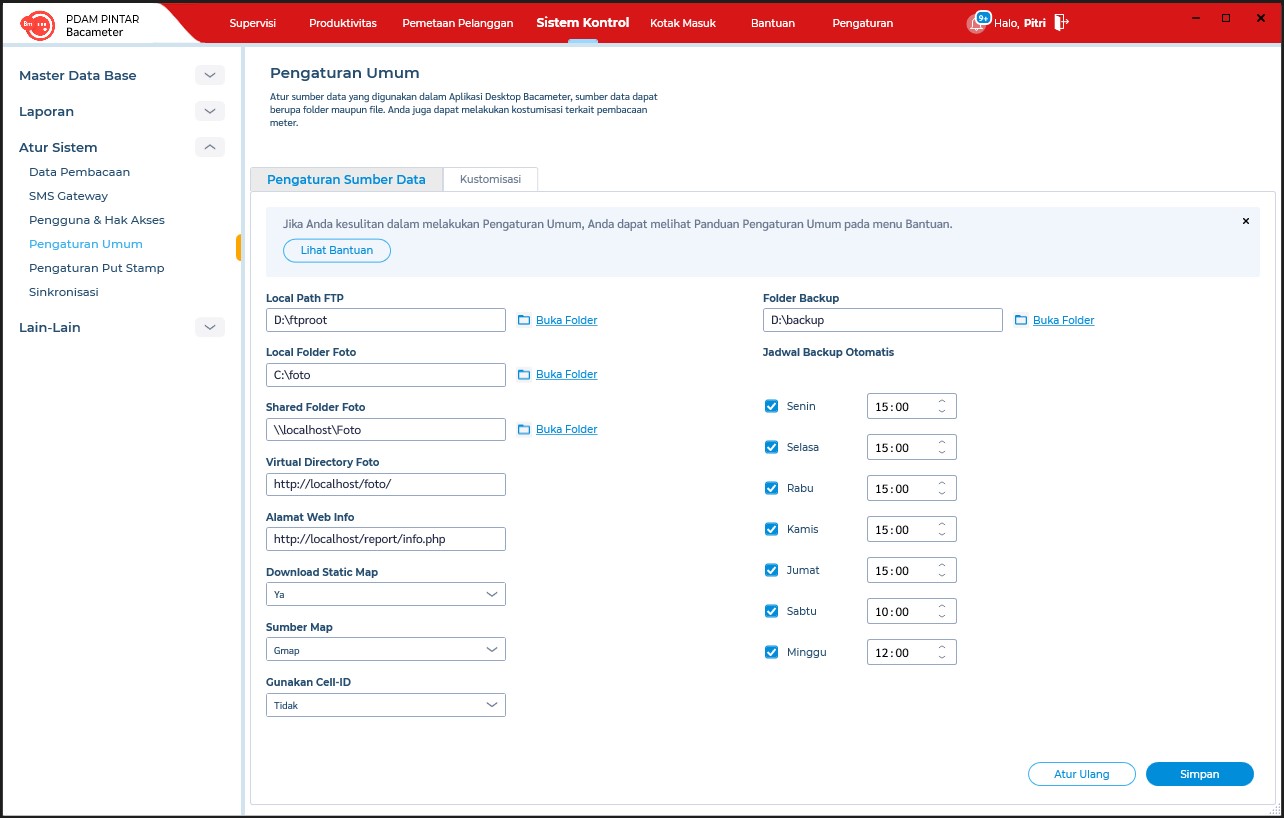 PDAM PINTAR
Bacameter
Supervisi
Produktivitas
Pemetaan Pelanggan
Sistem Kontrol
Kotak Masuk
Bantuan
Pengaturan
9+
Halo, Pitri
Master Data Base
Laporan
Atur Sistem
Data Pembacaan
SMS Gateway
Pengguna & Hak Akses
Pengaturan Umum
Pengaturan Put Stamp
Sinkronisasi
Lain-Lain
Pengaturan Umum
Atur sumber data yang digunakan dalam Aplikasi Desktop Bacameter, sumber data dapat
berupa folder maupun file. Anda juga dapat melakukan kostumisasi terkait pembacaan
meter.
Pengaturan Sumber Data
Kustomisasi
Jika Anda kesulitan dalam melakukan Pengaturan Umum, Anda dapat melihat Panduan Pengaturan Umum pada menu Bantuan.
Lihat Bantuan
Local Path FTP
D:\ftproot
Buka Folder
Local Folder Foto
C:\foto
Buka Folder
Shared Folder Foto
\\localhost\Foto
Buka Folder
Virtual Directory Foto
http://localhost/foto/
Alamat Web Info
http://localhost/report/info.php
Download Static Map
Ya
Sumber Map
Gmap
Gunakan Cell-ID
Tidak
Folder Backup
D:\backup
Buka Folder
Jadwal Backup Otomatis
Senin 15:00
Selasa 15:00
Rabu 15:00
Kamis 15:00
Jumat 15:00
Sabtu 10:00
Minggu 12:00
Atur Ulang
Simpan